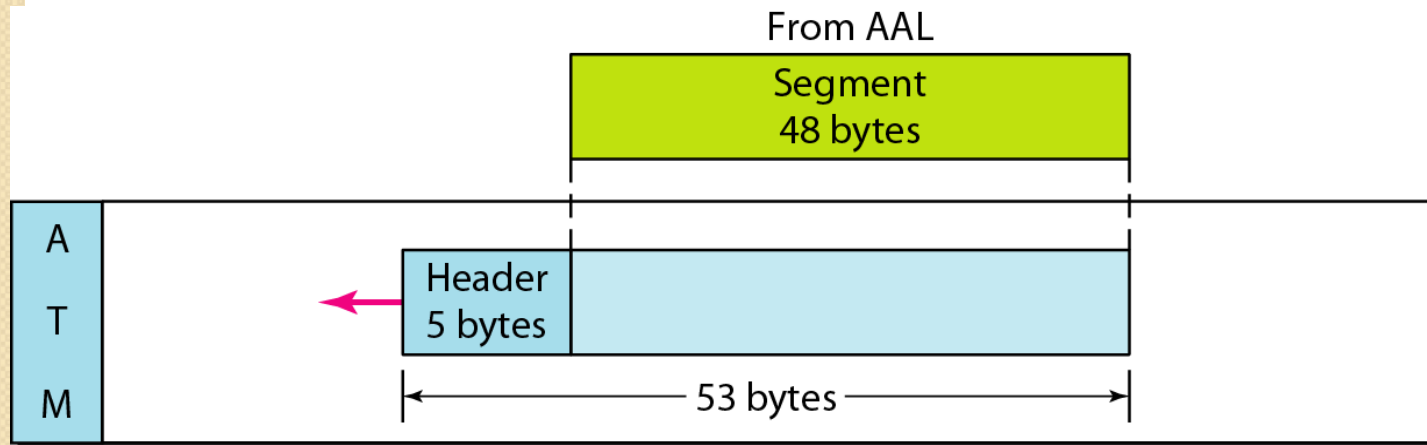 From AAL
Segment
48 bytes
A
T
M
Header
5 bytes
53 bytes